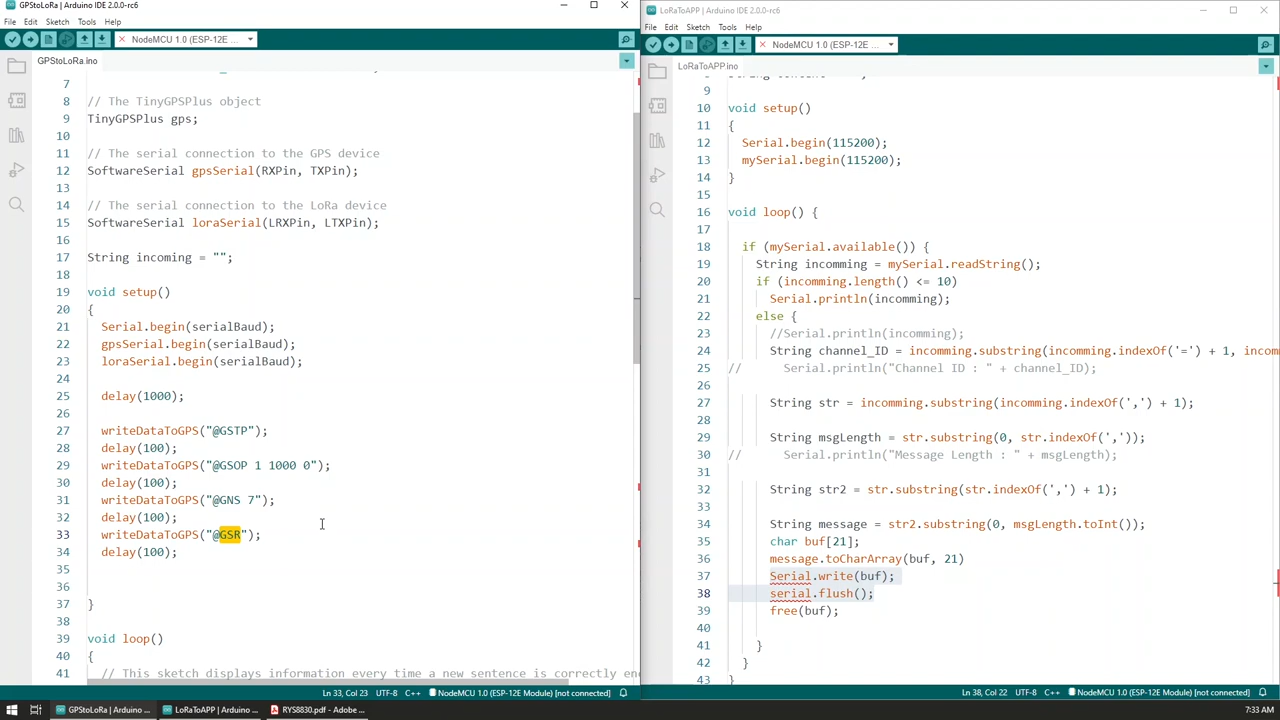 GPStoLoRa | Arduino IDE 2.0.0-rc6
File Edit Sketch Tools Help
NodeMCU 1.0 (ESP-12E ...
GPStoLoRa.ino
7
8 // The TinyGPSPlus object
9 TinyGPSPlus gps;
10
11 // The serial connection to the GPS device
12 SoftwareSerial gpsSerial(RXPin, TXPin);
13
14 // The serial connection to the LoRa device
15 SoftwareSerial loraSerial(LRXPin, LTXPin);
16
17 String incoming = "";
18
19 void setup()
20 {
21 Serial.begin(serialBaud);
22 gpsSerial.begin(serialBaud);
23 loraSerial.begin(serialBaud);
24
25 delay(1000);
26
27 writeDataToGPS("@GSTP");
28 delay(100);
29 writeDataToGPS("@GSOP 1 1000 0");
30 delay(100);
31 writeDataToGPS("@GNS 7");
32 delay(100);
33 writeDataToGPS("@GSR");
34 delay(100);
35
36
37 }
38
39 void loop()
40 {
41 // This sketch displays information every time a new sentence is correctly enc
Ln 33, Col 23 UTF-8 C++ NodeMCU 1.0 (ESP-12E Module) [not connected]
LoRaToAPP | Arduino IDE 2.0.0-rc6
File Edit Sketch Tools Help
NodeMCU 1.0 (ESP-12E ...
LoRaToAPP.ino
9
10 void setup()
11 {
12 Serial.begin(115200);
13 mySerial.begin(115200);
14 }
15
16 void loop() {
17
18 if (mySerial.available()) {
19 String incomming = mySerial.readString();
20 if (incomming.length() <= 10)
21 Serial.println(incomming);
22 else {
23 //Serial.println(incomming);
24 String channel_ID = incomming.substring(incomming.indexOf('=') + 1, incom
25 // Serial.println("Channel ID : " + channel_ID);
26
27 String str = incomming.substring(incomming.indexOf(',') + 1);
28
29 String msgLength = str.substring(0, str.indexOf(','));
30 // Serial.println("Message Length : " + msgLength);
31
32 String str2 = str.substring(str.indexOf(',') + 1);
33
34 String message = str2.substring(0, msgLength.toInt());
35 char buf[21];
36 message.toCharArray(buf, 21)
37 Serial.write(buf);
38 serial.flush();
39 free(buf);
40
41 }
42 }
43 }
Ln 38, Col 22 UTF-8 C++ NodeMCU 1.0 (ESP-12E Module) [not connected]
GPStoLoRa | Arduino ... LoRaToAPP | Arduino ... RYS8830.pdf - Adobe ... 7:33 AM